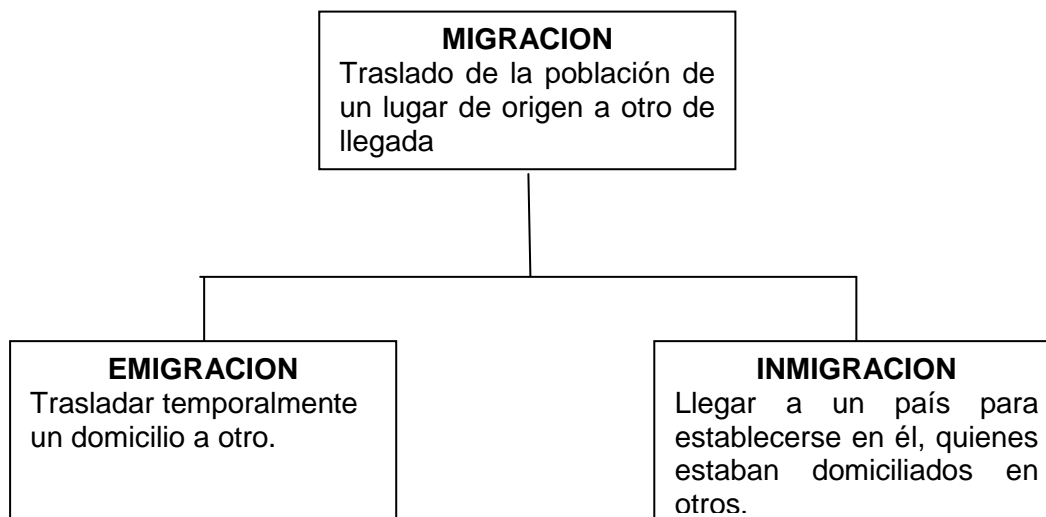 MIGRACION
Traslado de la población de
un lugar de origen a otro de
llegada
EMIGRACION
Trasladar temporalmente
un domicilio a otro.
INMIGRACION
Llegar a un país para
establecerse en él, quienes
estaban domiciliados en
otros.